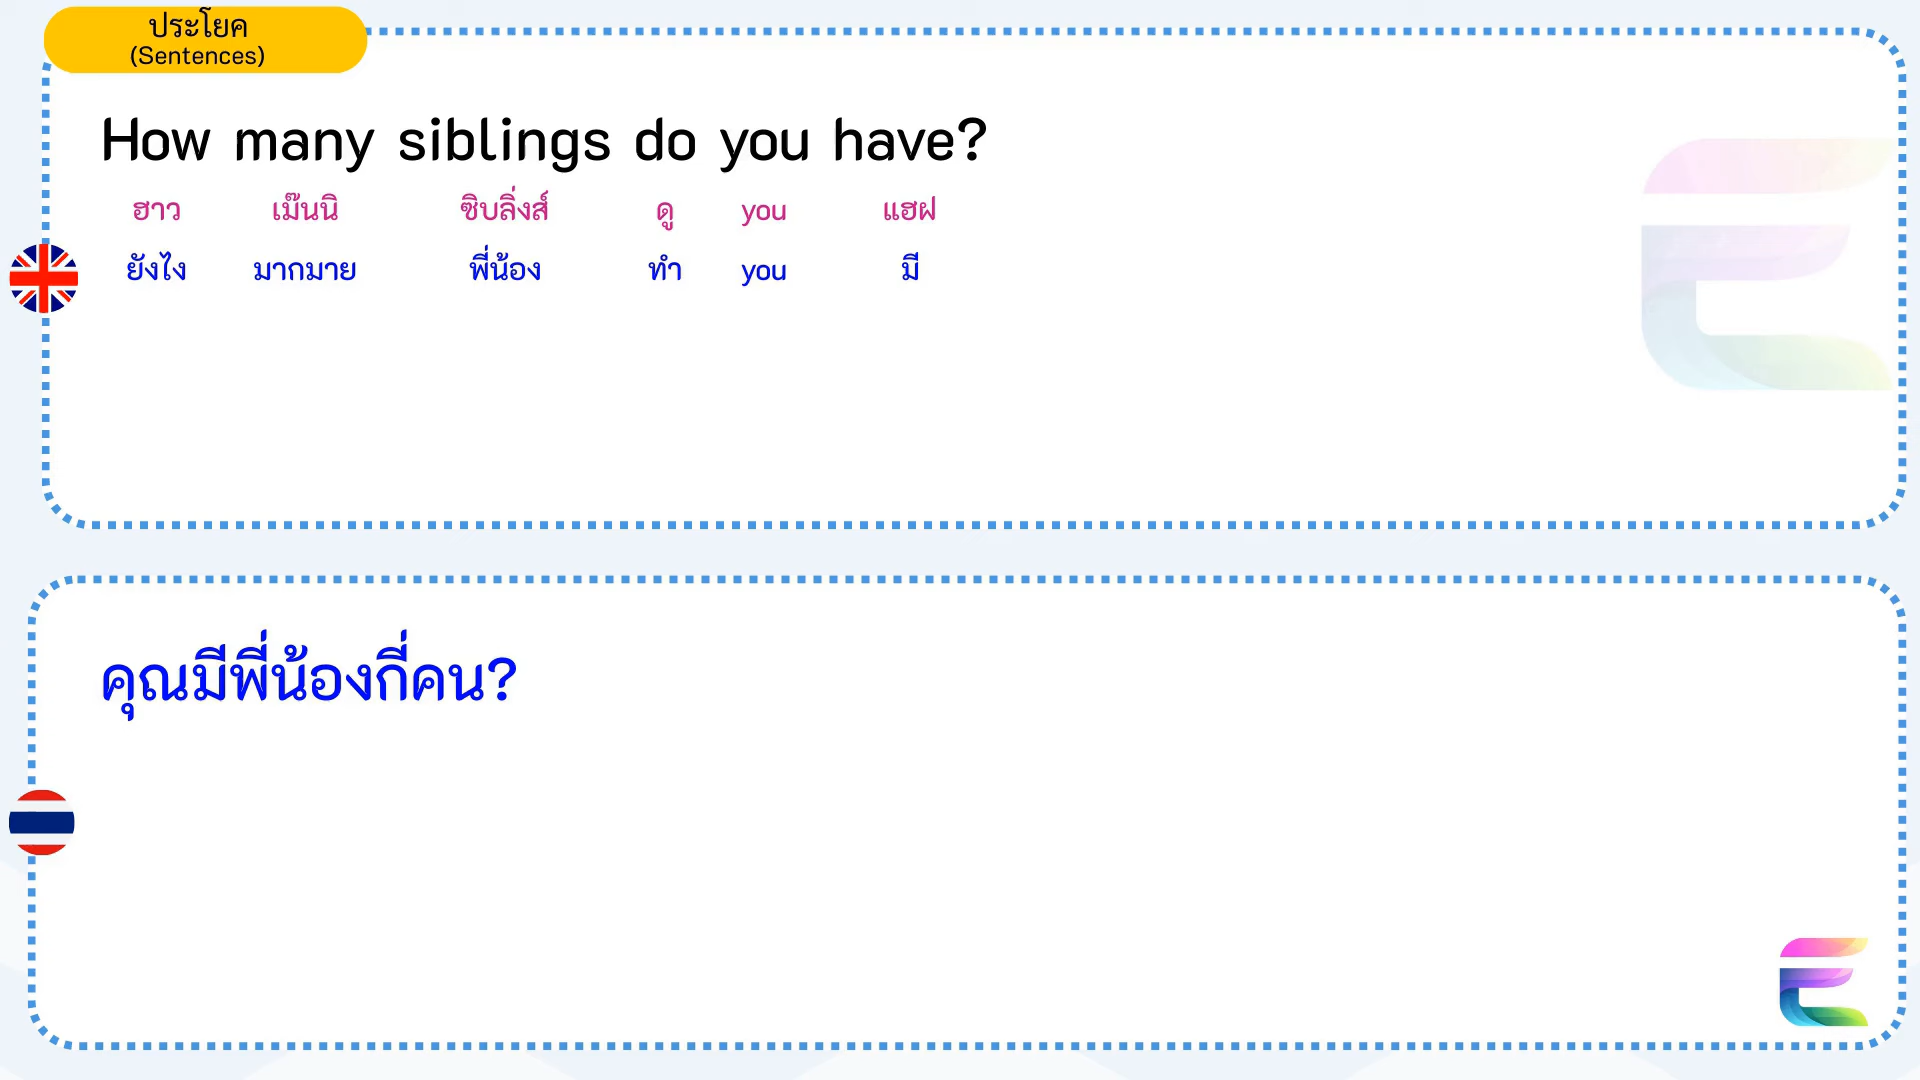 ประโยค
(Sentences)
How many siblings do you have?
ฮาว เม๊นนิ ซิบลิ่งส์ ดู you แฮฝ
ยังไง มากมาย พี่น้อง ทำ you มี
คุณมีพี่น้องกี่คน?